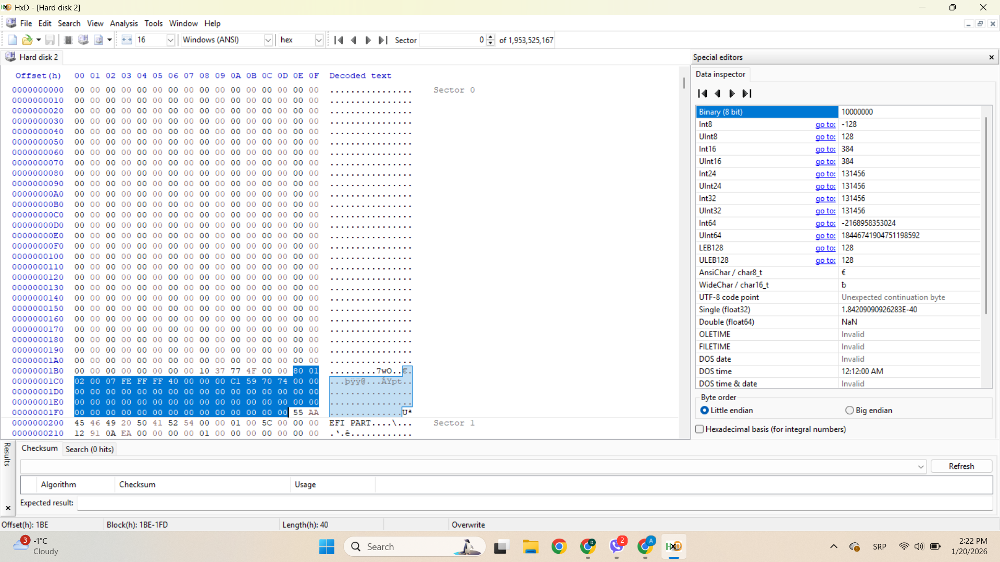 HxD - [Hard disk 2]
File Edit Search View Analysis Tools Window Help
16 Windows (ANSI) hex Sector 0 of 1,953,525,167
Hard disk 2
Offset(h) 00 01 02 03 04 05 06 07 08 09 0A 0B 0C 0D 0E 0F Decoded text
0000000000 00 00 00 00 00 00 00 00 00 00 00 00 00 00 00 00 ................ Sector 0
0000000010 00 00 00 00 00 00 00 00 00 00 00 00 00 00 00 00 ................
0000000020 00 00 00 00 00 00 00 00 00 00 00 00 00 00 00 00 ................
0000000030 00 00 00 00 00 00 00 00 00 00 00 00 00 00 00 00 ................
0000000040 00 00 00 00 00 00 00 00 00 00 00 00 00 00 00 00 ................
0000000050 00 00 00 00 00 00 00 00 00 00 00 00 00 00 00 00 ................
0000000060 00 00 00 00 00 00 00 00 00 00 00 00 00 00 00 00 ................
0000000070 00 00 00 00 00 00 00 00 00 00 00 00 00 00 00 00 ................
0000000080 00 00 00 00 00 00 00 00 00 00 00 00 00 00 00 00 ................
0000000090 00 00 00 00 00 00 00 00 00 00 00 00 00 00 00 00 ................
00000000A0 00 00 00 00 00 00 00 00 00 00 00 00 00 00 00 00 ................
00000000B0 00 00 00 00 00 00 00 00 00 00 00 00 00 00 00 00 ................
00000000C0 00 00 00 00 00 00 00 00 00 00 00 00 00 00 00 00 ................
00000000D0 00 00 00 00 00 00 00 00 00 00 00 00 00 00 00 00 ................
00000000E0 00 00 00 00 00 00 00 00 00 00 00 00 00 00 00 00 ................
00000000F0 00 00 00 00 00 00 00 00 00 00 00 00 00 00 00 00 ................
0000000100 00 00 00 00 00 00 00 00 00 00 00 00 00 00 00 00 ................
0000000110 00 00 00 00 00 00 00 00 00 00 00 00 00 00 00 00 ................
0000000120 00 00 00 00 00 00 00 00 00 00 00 00 00 00 00 00 ................
0000000130 00 00 00 00 00 00 00 00 00 00 00 00 00 00 00 00 ................
0000000140 00 00 00 00 00 00 00 00 00 00 00 00 00 00 00 00 ................
0000000150 00 00 00 00 00 00 00 00 00 00 00 00 00 00 00 00 ................
0000000160 00 00 00 00 00 00 00 00 00 00 00 00 00 00 00 00 ................
0000000170 00 00 00 00 00 00 00 00 00 00 00 00 00 00 00 00 ................
0000000180 00 00 00 00 00 00 00 00 00 00 00 00 00 00 00 00 ................
0000000190 00 00 00 00 00 00 00 00 00 00 00 00 00 00 00 00 ................
00000001A0 00 00 00 00 00 00 00 00 00 00 00 00 00 00 00 00 ................
00000001B0 00 00 00 00 00 00 00 00 10 37 77 4F 00 00 80 01 .........7wO..€.
00000001C0 02 00 07 FE FF FF 40 00 00 00 C1 59 70 74 00 00 ...þÿÿ@...ÁYpt..
00000001D0 00 00 00 00 00 00 00 00 00 00 00 00 00 00 00 00 ................
00000001E0 00 00 00 00 00 00 00 00 00 00 00 00 00 00 00 00 ................
00000001F0 00 00 00 00 00 00 00 00 00 00 00 00 00 00 55 AA ..............Uª
0000000200 45 46 49 20 50 41 52 54 00 00 01 00 5C 00 00 00 EFI PART....\... Sector 1
0000000210 12 91 0A EA 00 00 00 00 01 00 00 00 00 00 00 00 .‘.ê............
Special editors
Data inspector
Binary (8 bit) 10000000
Int8 go to: -128
UInt8 go to: 128
Int16 go to: 384
UInt16 go to: 384
Int24 go to: 131456
UInt24 go to: 131456
Int32 go to: 131456
UInt32 go to: 131456
Int64 go to: -2168958353024
UInt64 go to: 18446741904751198592
LEB128 go to: 128
ULEB128 go to: 128
AnsiChar / char8_t €
WideChar / char16_t ƀ
UTF-8 code point Unexpected continuation byte
Single (float32) 1.84209090926283E-40
Double (float64) NaN
OLETIME Invalid
FILETIME Invalid
DOS date Invalid
DOS time 12:12:00 AM
DOS time & date Invalid
Byte order
Little endian Big endian
Hexadecimal basis (for integral numbers)
Results
Checksum Search (0 hits)
Refresh
Algorithm Checksum Usage
Expected result:
Offset(h): 1BE Block(h): 1BE-1FD Length(h): 40 Overwrite
3 -1°C
Cloudy
Search
D
2
A
HxD
SRP
2:22 PM
1/20/2026